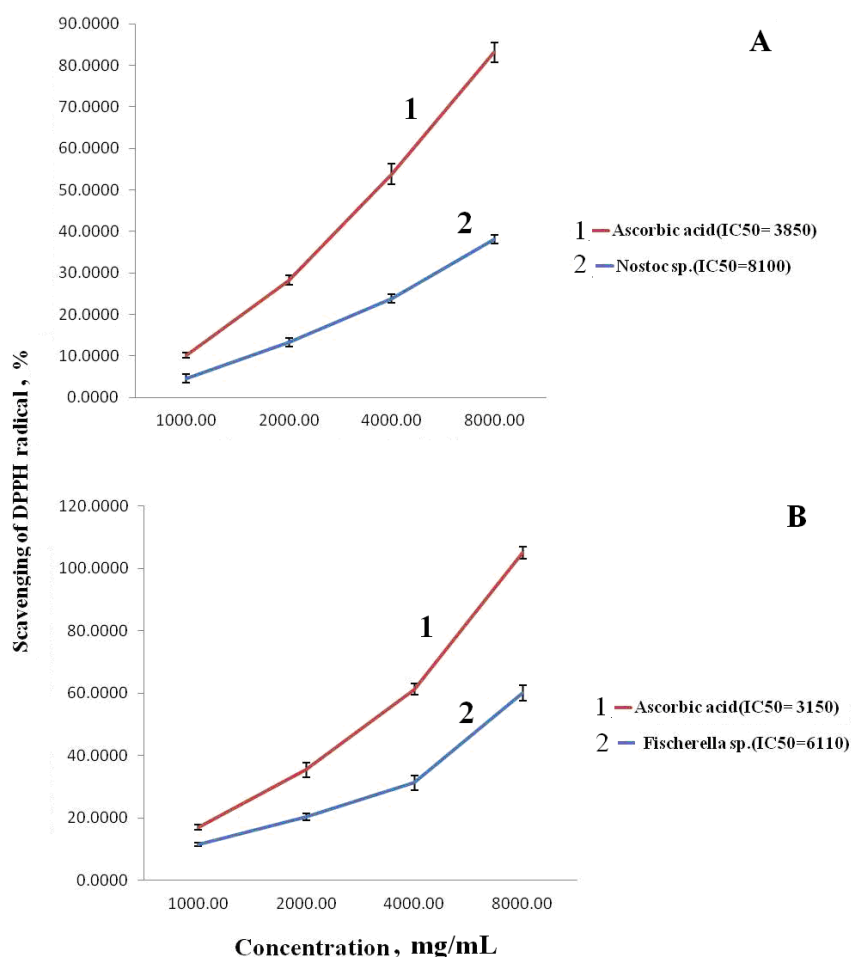 Scavenging of DPPH radical , %
A
90.0000
80.0000
70.0000
60.0000
50.0000
40.0000
30.0000
20.0000
10.0000
0.0000
1
2
1000.00 2000.00 4000.00 8000.00
1 Ascorbic acid(IC50= 3850)
2 Nostoc sp.(IC50=8100)
B
120.0000
100.0000
80.0000
60.0000
40.0000
20.0000
0.0000
1
2
1000.00 2000.00 4000.00 8000.00
1 Ascorbic acid(IC50= 3150)
2 Fischerella sp.(IC50=6110)
Concentration , mg/mL